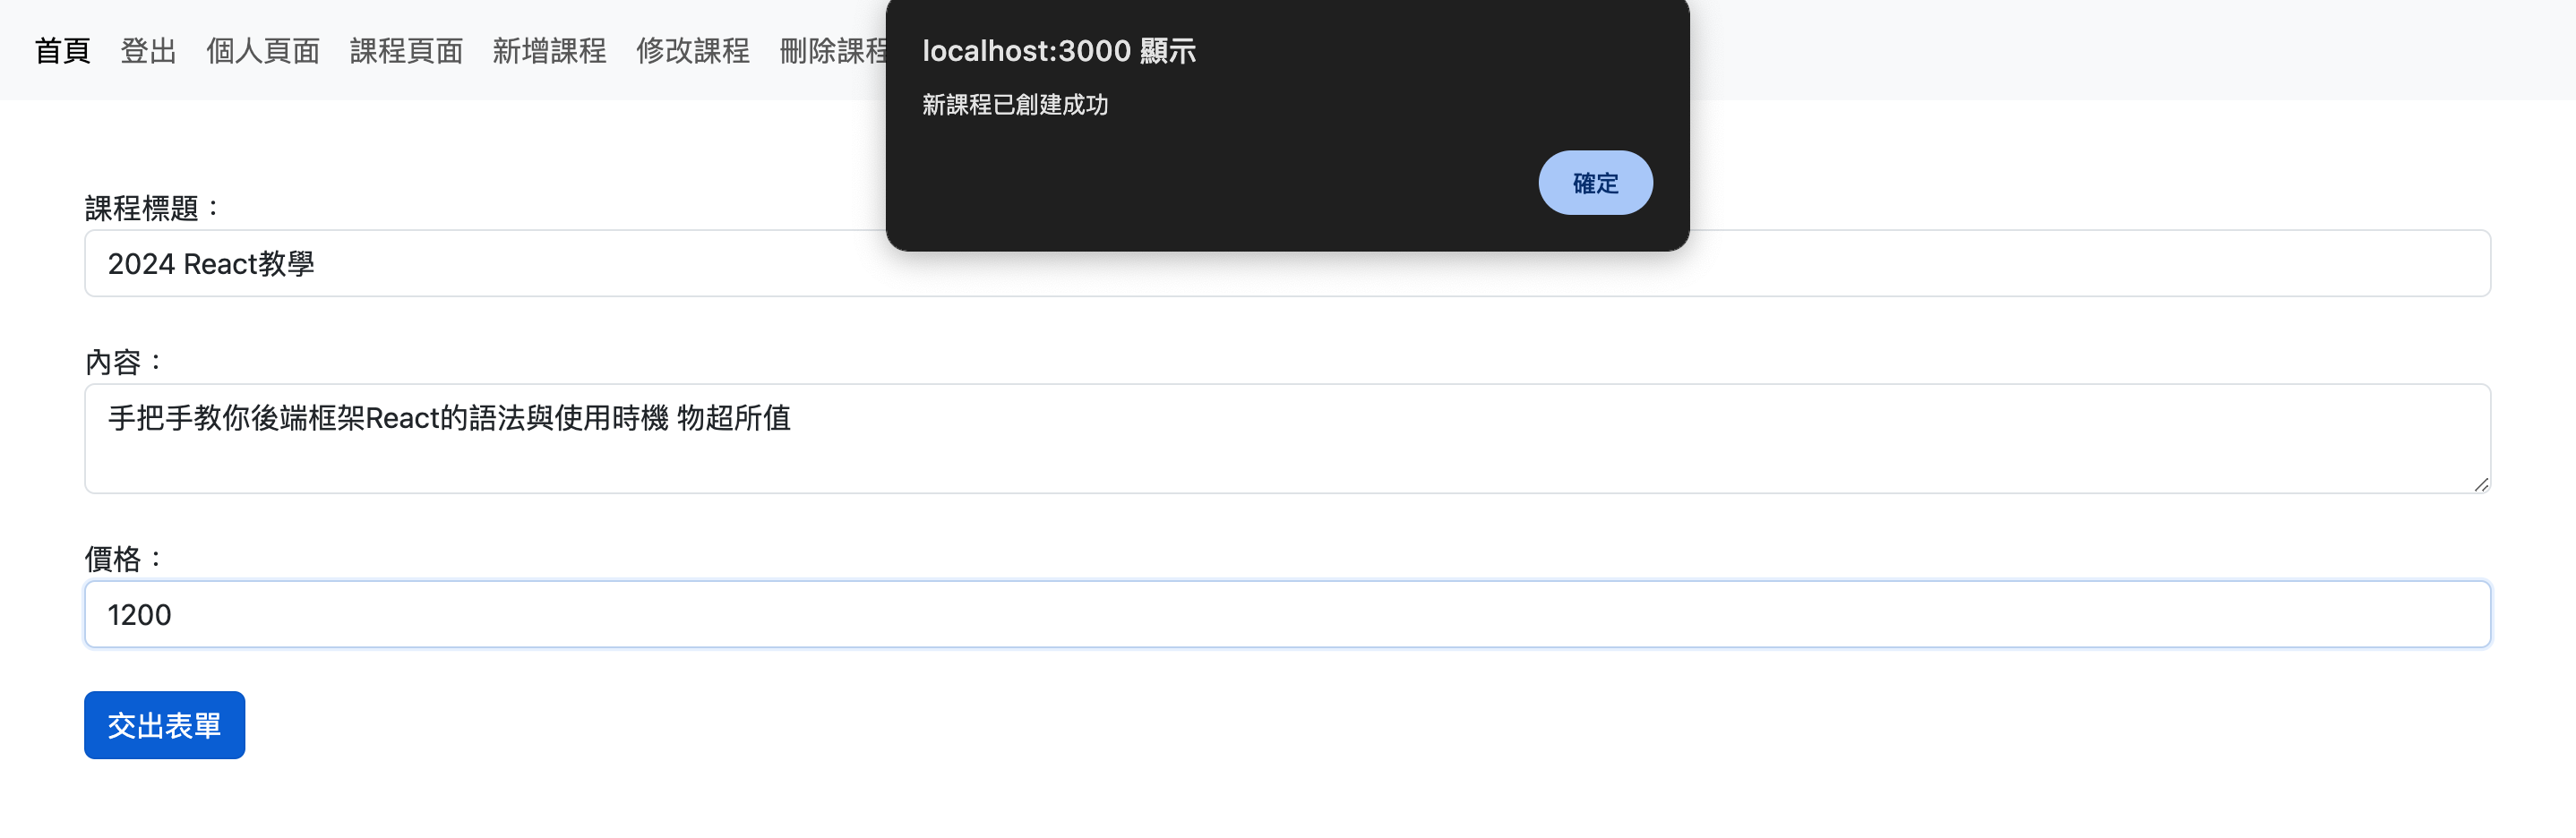 首頁 登出 個人頁面 課程頁面 新增課程 修改課程 刪除課程
localhost:3000 顯示
新課程已創建成功
確定
課程標題：
2024 React教學
內容：
手把手教你後端框架React的語法與使用時機 物超所值
價格：
1200
交出表單